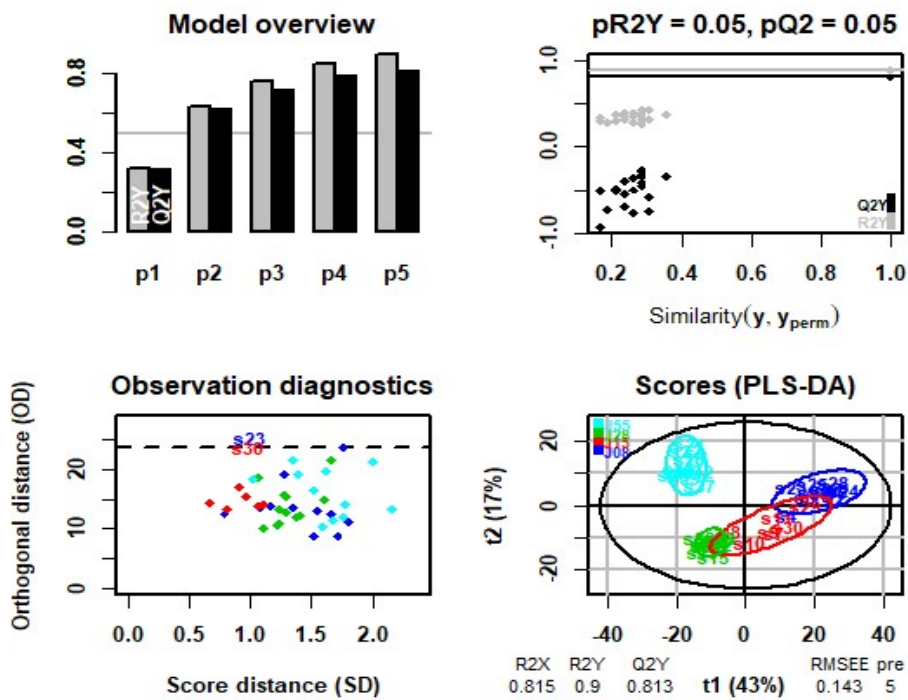 Model overview
0.8
0.4
0.0
R2Y
Q2Y
p1 p2 p3 p4 p5
pR2Y = 0.05, pQ2 = 0.05
1.0
0.0
-1.0
Q2Y
R2Y
0.2 0.4 0.6 0.8 1.0
Similarity(y, yperm)
Observation diagnostics
Orthogonal distance (OD)
20
10
0
s23
s30
0.0 0.5 1.0 1.5 2.0
Score distance (SD)
Scores (PLS-DA)
t2 (17%)
20
0
-20
J08
s10
s15
-40 -20 0 20 40
R2X R2Y Q2Y RMSEE pre
0.815 0.9 0.813 t1 (43%) 0.143 5